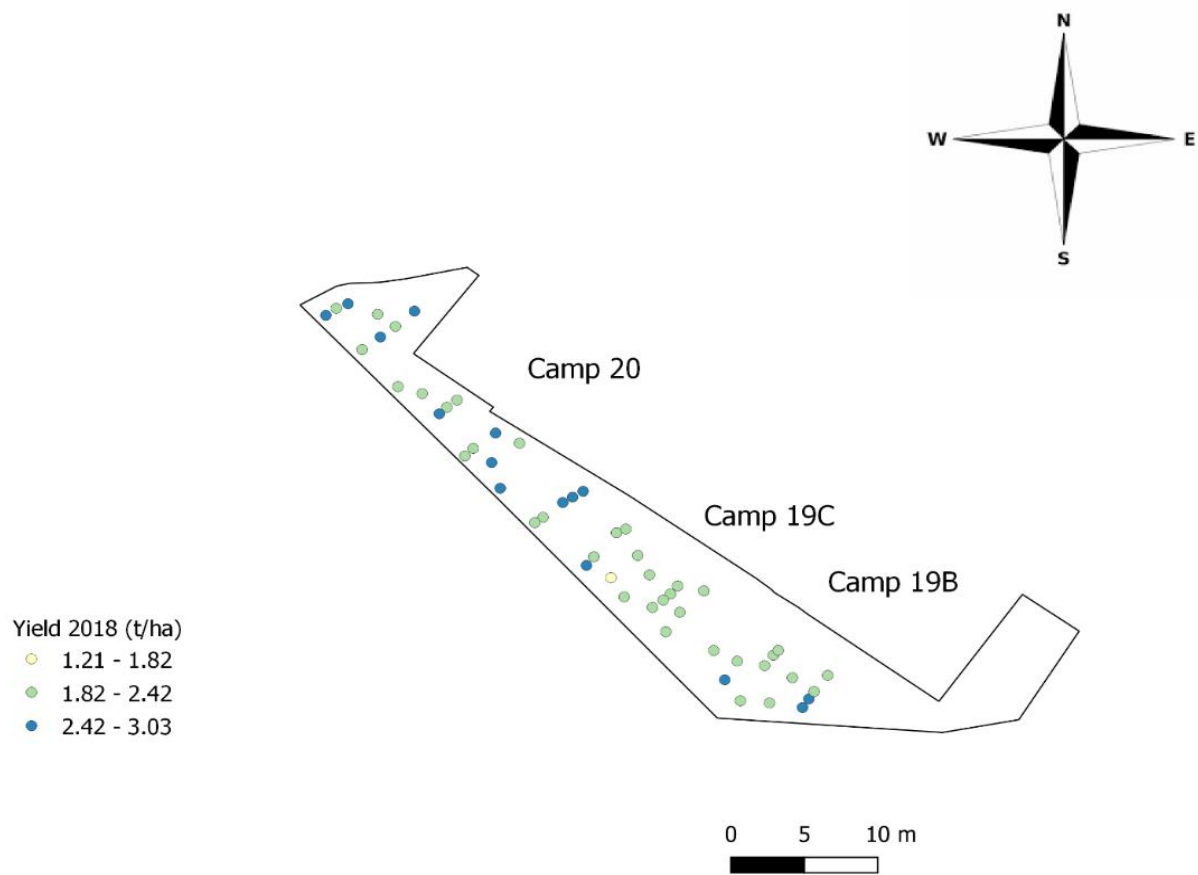 N
W E
S
Camp 20
Camp 19C
Camp 19B
Yield 2018 (t/ha)
1.21 - 1.82
1.82 - 2.42
2.42 - 3.03
0 5 10 m